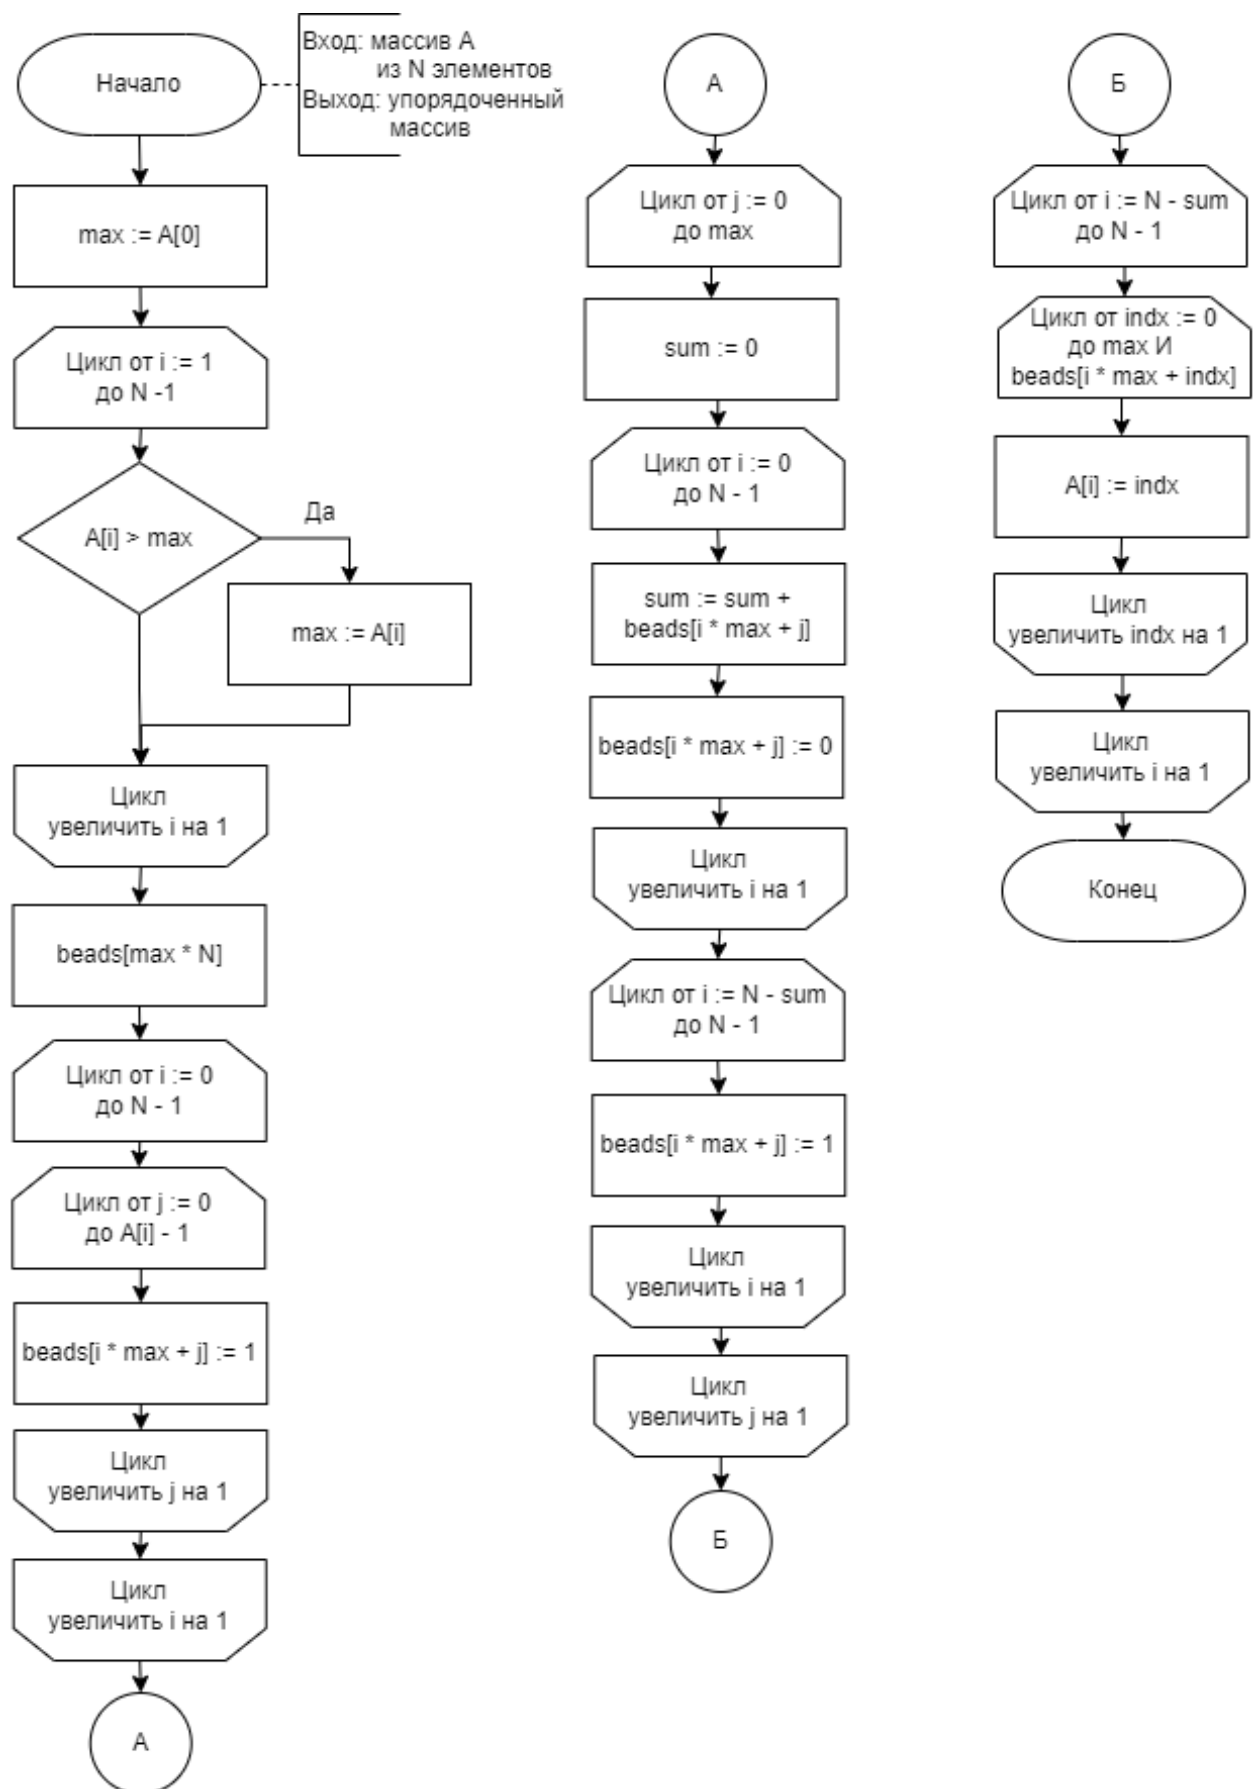 Начало
Вход: массив А
из N элементов
Выход: упорядоченный
массив
max := A[0]
Цикл от i := 1
до N -1
A[i] > max
Да
max := A[i]
Цикл
увеличить i на 1
beads[max * N]
Цикл от i := 0
до N - 1
Цикл от j := 0
до A[i] - 1
beads[i * max + j] := 1
Цикл
увеличить j на 1
Цикл
увеличить i на 1
А
А
Цикл от j := 0
до max
sum := 0
Цикл от i := 0
до N - 1
sum := sum +
beads[i * max + j]
beads[i * max + j] := 0
Цикл
увеличить i на 1
Цикл от i := N - sum
до N - 1
beads[i * max + j] := 1
Цикл
увеличить i на 1
Цикл
увеличить j на 1
Б
Б
Цикл от i := N - sum
до N - 1
Цикл от indx := 0
до max И
beads[i * max + indx]
A[i] := indx
Цикл
увеличить indx на 1
Цикл
увеличить i на 1
Конец